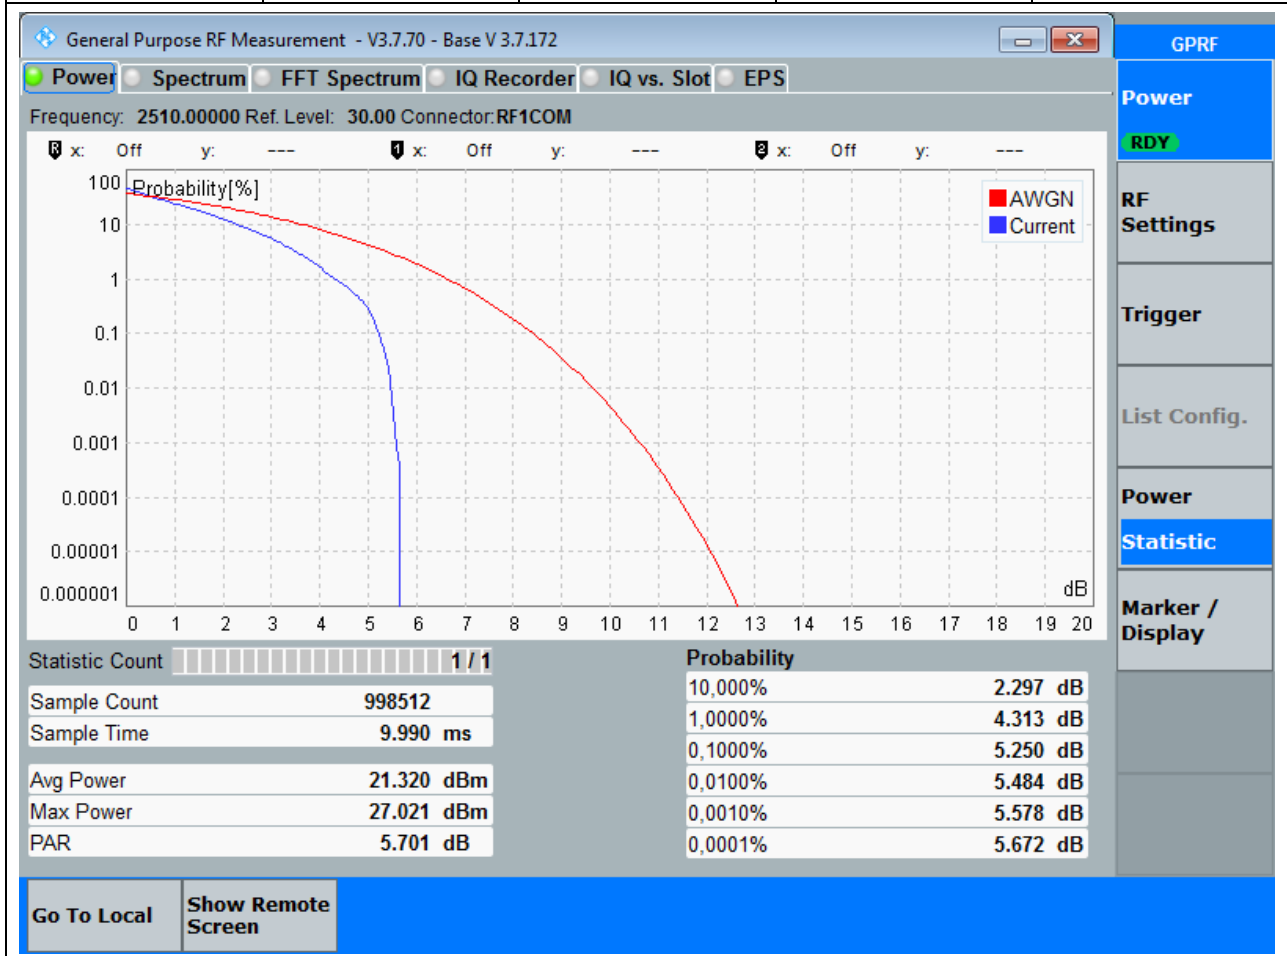 General Purpose RF Measurement - V3.7.70 - Base V 3.7.172
GPRF
Power Spectrum FFT Spectrum IQ Recorder IQ vs. Slot EPS
Frequency: 2510.00000 Ref. Level: 30.00 Connector: RF1COM
R x: Off y: --- 1 x: Off y: --- 2 x: Off y: ---
Probability[%]
AWGN
Current
100
10
1
0.1
0.01
0.001
0.0001
0.00001
0.000001
dB
0 1 2 3 4 5 6 7 8 9 10 11 12 13 14 15 16 17 18 19 20
Statistic Count 1 / 1
Sample Count 998512
Sample Time 9.990 ms
Avg Power 21.320 dBm
Max Power 27.021 dBm
PAR 5.701 dB
Probability
10,000% 2.297 dB
1,0000% 4.313 dB
0,1000% 5.250 dB
0,0100% 5.484 dB
0,0010% 5.578 dB
0,0001% 5.672 dB
Power
RDY
RF
Settings
Trigger
List Config.
Power
Statistic
Marker /
Display
Go To Local
Show Remote
Screen